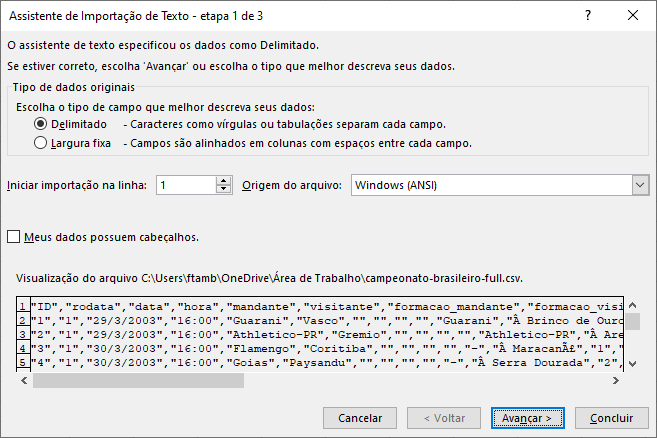 Assistente de Importação de Texto - etapa 1 de 3 ? ×
O assistente de texto especificou os dados como Delimitado.
Se estiver correto, escolha 'Avançar' ou escolha o tipo que melhor descreva seus dados.
Tipo de dados originais
Escolha o tipo de campo que melhor descreva seus dados:
Delimitado - Caracteres como vírgulas ou tabulações separam cada campo.
Largura fixa - Campos são alinhados em colunas com espaços entre cada campo.
Iniciar importação na linha: 1 Origem do arquivo: Windows (ANSI)
Meus dados possuem cabeçalhos.
Visualização do arquivo C:\Users\ftamb\OneDrive\Área de Trabalho\campeonato-brasileiro-full.csv.
1 "ID","rodata","data","hora","mandante","visitante","formacao_mandante","formacao_visi
2 "1","1","29/3/2003","16:00","Guarani","Vasco","","","","","Guarani","Â Brinco de Ouro
3 "2","1","29/3/2003","16:00","Athletico-PR","Gremio","","","","","Athletico-PR","Â Are
4 "3","1","30/3/2003","16:00","Flamengo","Coritiba","","","","","-","Â MaracanÃ£","1","
5 "4","1","30/3/2003","16:00","Goias","Paysandu","","","","","-","Â Serra Dourada","2",
Cancelar < Voltar Avançar > Concluir